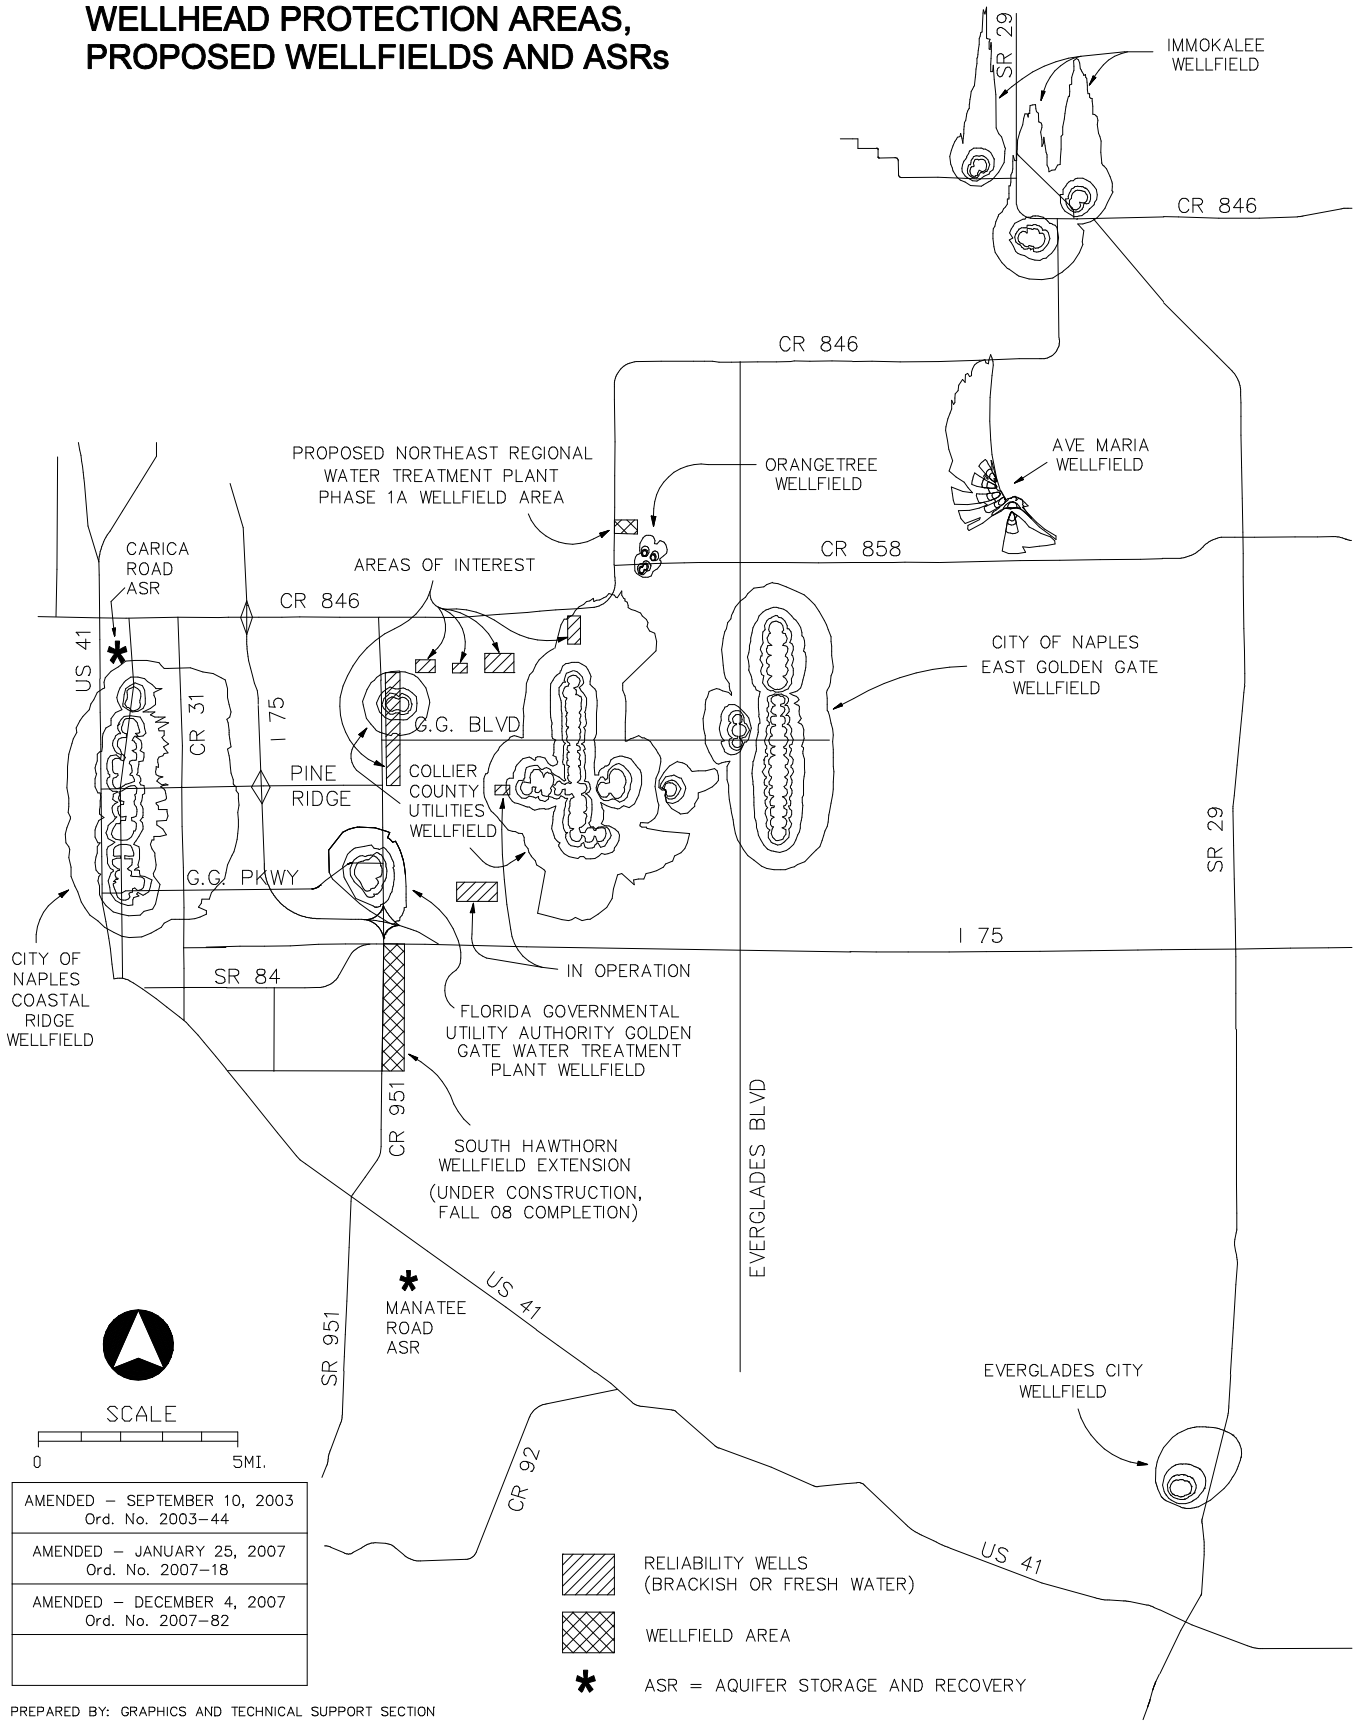 WELLHEAD PROTECTION AREAS,
PROPOSED WELLFIELDS AND ASRs
SR 29
IMMOKALEE
WELLFIELD
CR 846
CR 846
PROPOSED NORTHEAST REGIONAL
WATER TREATMENT PLANT
PHASE 1A WELLFIELD AREA
ORANGETREE
WELLFIELD
AVE MARIA
WELLFIELD
CARICA
ROAD
ASR
AREAS OF INTEREST
CR 858
CR 846
US 41
CR 31
I 75
CITY OF NAPLES
EAST GOLDEN GATE
WELLFIELD
G.G. BLVD
PINE
RIDGE
COLLIER
COUNTY
UTILITIES
WELLFIELD
SR 29
G.G. PKWY
I 75
CITY OF
NAPLES
COASTAL
RIDGE
WELLFIELD
SR 84
IN OPERATION
FLORIDA GOVERNMENTAL
UTILITY AUTHORITY GOLDEN
GATE WATER TREATMENT
PLANT WELLFIELD
CR 951
EVERGLADES BLVD
SOUTH HAWTHORN
WELLFIELD EXTENSION
(UNDER CONSTRUCTION,
FALL 08 COMPLETION)
US 41
MANATEE
ROAD
ASR
SR 951
EVERGLADES CITY
WELLFIELD
SCALE
0 5MI.
CR 92
US 41
AMENDED – SEPTEMBER 10, 2003
Ord. No. 2003–44
AMENDED – JANUARY 25, 2007
Ord. No. 2007–18
AMENDED – DECEMBER 4, 2007
Ord. No. 2007–82
RELIABILITY WELLS
(BRACKISH OR FRESH WATER)
WELLFIELD AREA
* ASR = AQUIFER STORAGE AND RECOVERY
PREPARED BY: GRAPHICS AND TECHNICAL SUPPORT SECTION